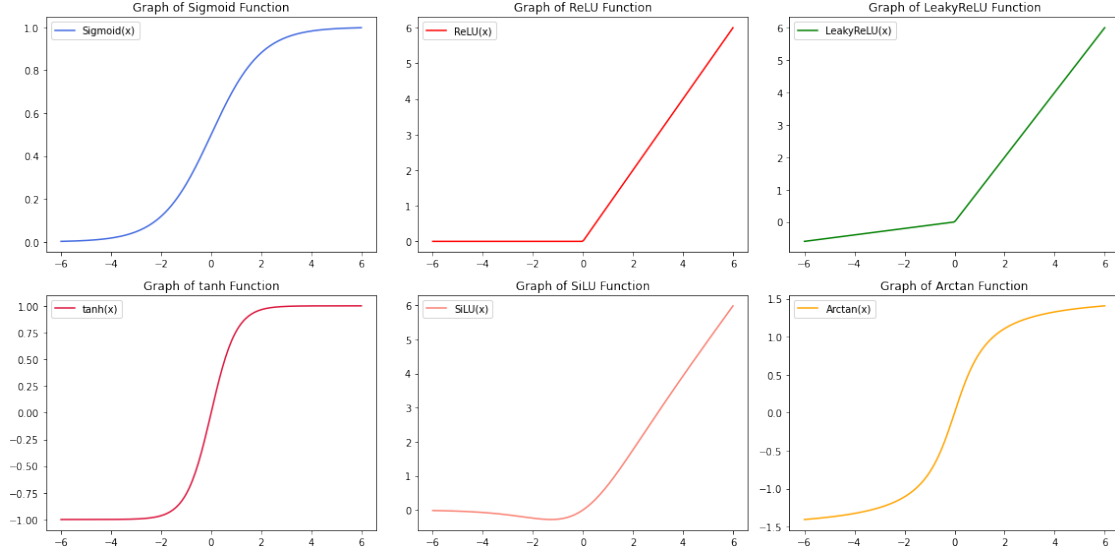 Graph of Sigmoid Function
Sigmoid(x)
1.0
0.8
0.6
0.4
0.2
0.0
−6 −4 −2 0 2 4 6
Graph of ReLU Function
ReLU(x)
6
5
4
3
2
1
0
−6 −4 −2 0 2 4 6
Graph of LeakyReLU Function
LeakyReLU(x)
6
5
4
3
2
1
0
−6 −4 −2 0 2 4 6
Graph of tanh Function
tanh(x)
1.00
0.75
0.50
0.25
0.00
−0.25
−0.50
−0.75
−1.00
−6 −4 −2 0 2 4 6
Graph of SiLU Function
SiLU(x)
6
5
4
3
2
1
0
−6 −4 −2 0 2 4 6
Graph of Arctan Function
Arctan(x)
1.5
1.0
0.5
0.0
−0.5
−1.0
−1.5
−6 −4 −2 0 2 4 6